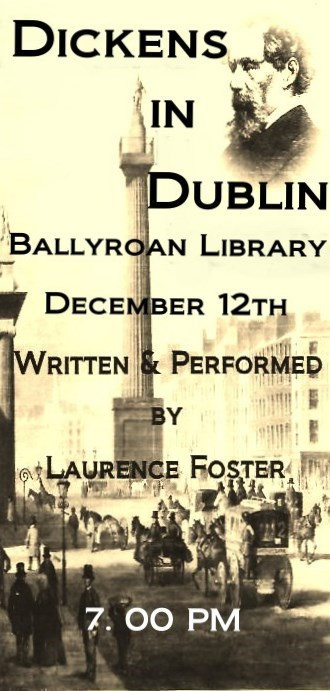 Dickens
in
Dublin
Ballyroan Library
December 12th
Written & Performed
by
Laurence Foster
7. 00 PM